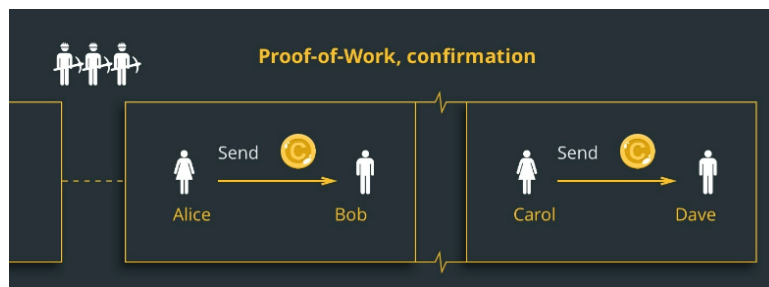 Proof-of-Work, confirmation
Send C
Alice Bob
Send C
Carol Dave